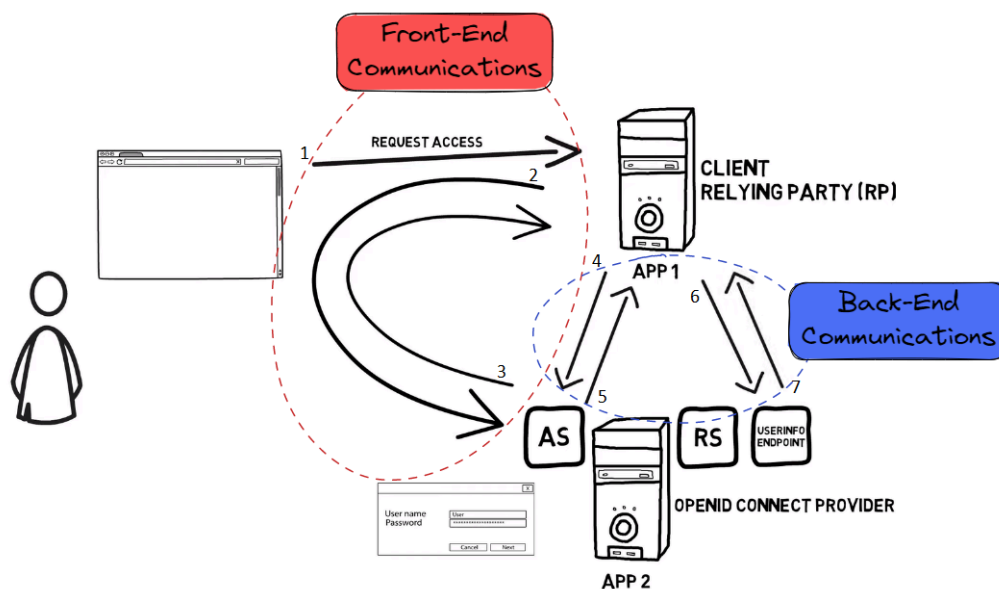 Front-End
Communications
1
REQUEST ACCESS
2
CLIENT
RELYING PARTY (RP)
3
4
APP 1
6
Back-End
Communications
5
7
AS
RS
USERINFO
ENDPOINT
OPENID CONNECT PROVIDER
User name
User
Password
********************
Cancel
Next
APP 2